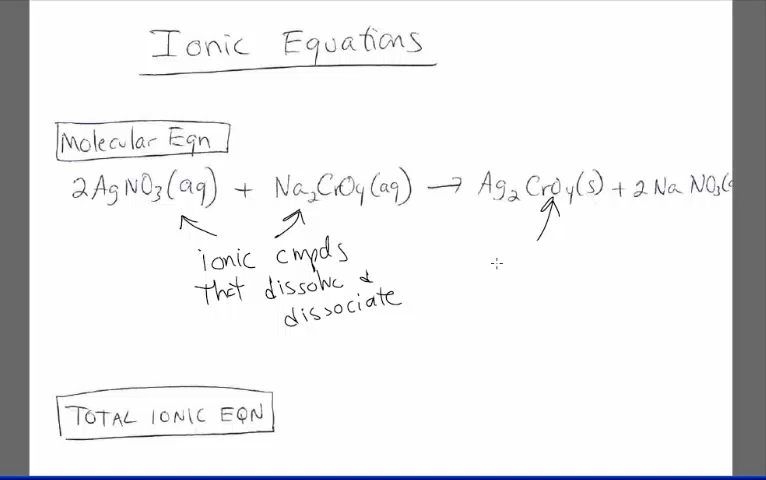 Ionic Equations
Molecular Eqn
2AgNO₃(aq) + Na₂CrO₄(aq) → Ag₂CrO₄(s) + 2NaNO₃(
ionic cmpds
that dissolve &
dissociate
TOTAL IONIC EQN